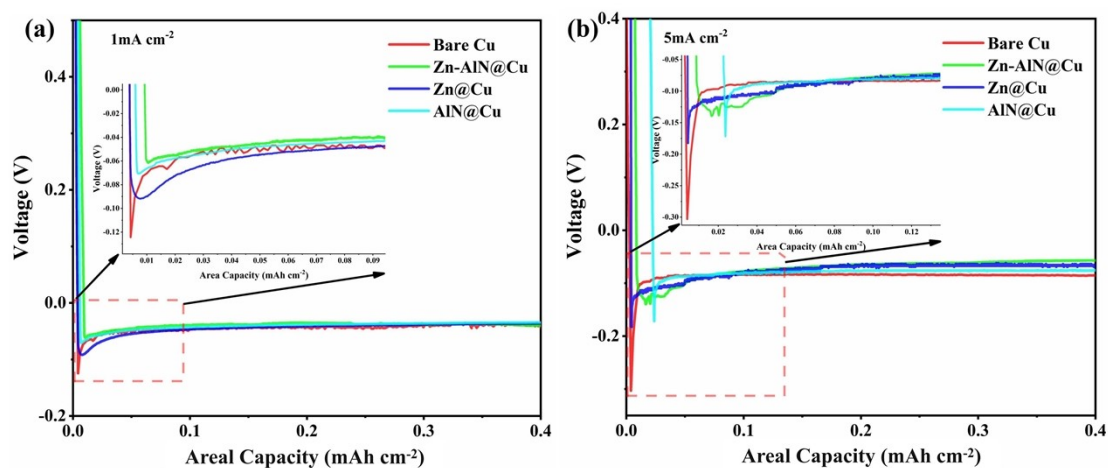 (a)
1mA cm-2
Bare Cu
Zn-AlN@Cu
Zn@Cu
AlN@Cu
Voltage (V)
0.4
0.2
0.0
-0.2
0.0 0.1 0.2 0.3 0.4
Areal Capacity (mAh cm-2)
Voltage (V)
0.00
-0.02
-0.04
-0.06
-0.08
-0.10
-0.12
0.01 0.02 0.03 0.04 0.05 0.06 0.07 0.08 0.09
Area Capacity (mAh cm-2)
(b)
5mA cm-2
Bare Cu
Zn-AlN@Cu
Zn@Cu
AlN@Cu
Voltage (V)
-0.4
0.4
0.2
0.0
-0.2
0.0 0.1 0.2 0.3 0.4
Areal Capacity (mAh cm-2)
Voltage (V)
-0.05
-0.10
-0.15
-0.20
-0.25
-0.30
0.02 0.04 0.06 0.08 0.10 0.12
Area Capacity (mAh cm-2)